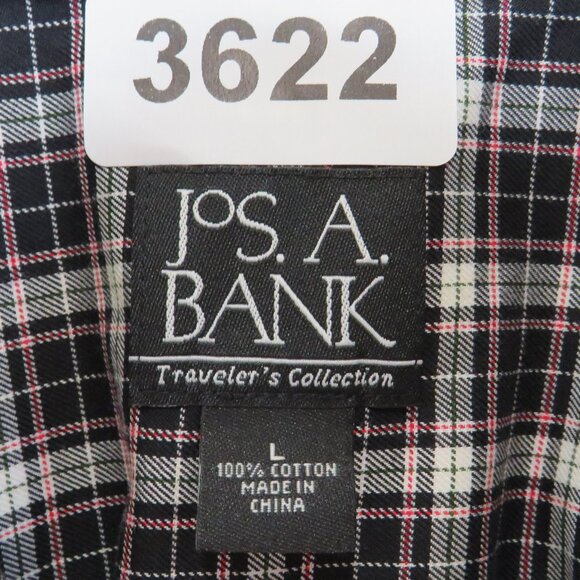 3622
JOS. A.
BANK
Traveler's Collection
L
100% COTTON
MADE IN
CHINA